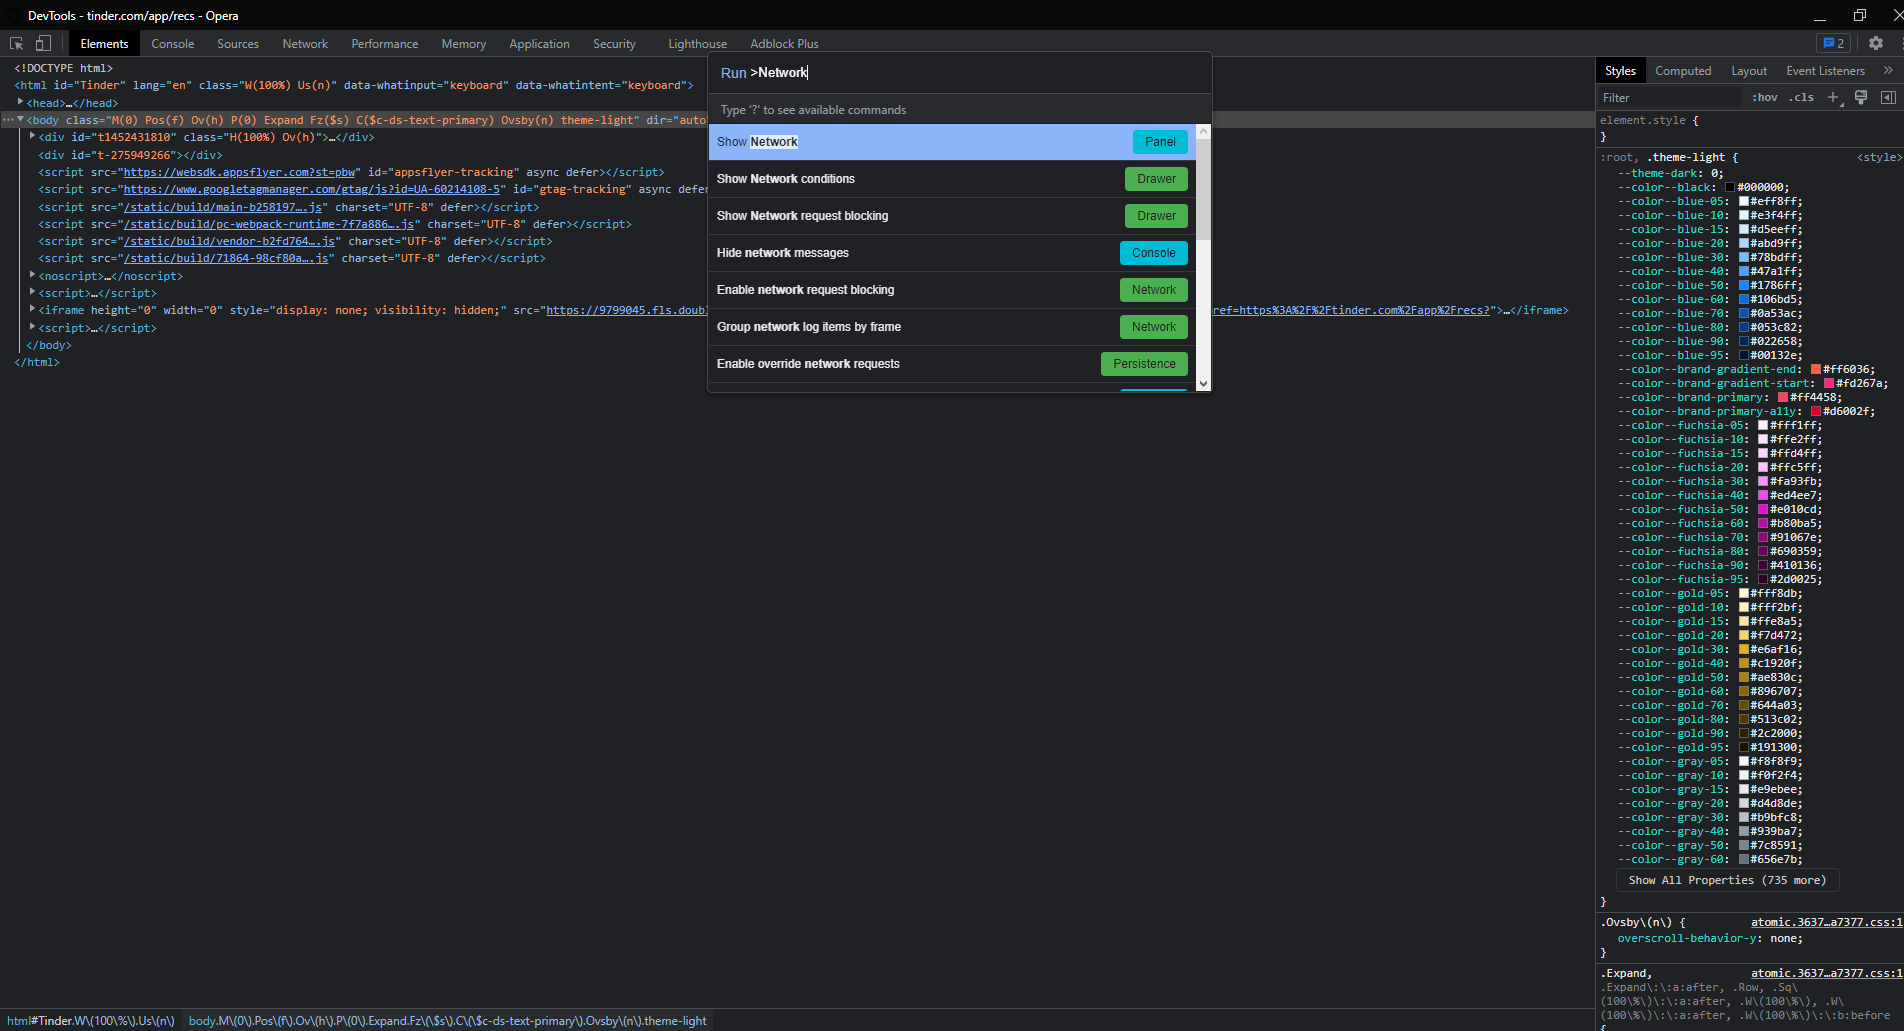 DevTools - tinder.com/app/recs - Opera
Elements Console Sources Network Performance Memory Application Security Lighthouse Adblock Plus 2
<!DOCTYPE html>
<html id="Tinder" lang="en" class="W(100%) Us(n)" data-whatinput="keyboard" data-whatintent="keyboard">
<head>…</head>
<body class="M(0) Pos(f) Ov(h) P(0) Expand Fz($s) C($c-ds-text-primary) Ovsby(n) theme-light" dir="auto"
<div id="t1452431810" class="H(100%) Ov(h)">…</div>
<div id="t-275949266"></div>
<script src="https://websdk.appsflyer.com?st=pbw" id="appsflyer-tracking" async defer></script>
<script src="https://www.googletagmanager.com/gtag/js?id=UA-60214108-5" id="gtag-tracking" async defer
<script src="/static/build/main-b258197….js" charset="UTF-8" defer></script>
<script src="/static/build/pc-webpack-runtime-7f7a886….js" charset="UTF-8" defer></script>
<script src="/static/build/vendor-b2fd764….js" charset="UTF-8" defer></script>
<script src="/static/build/71864-98cf80a….js" charset="UTF-8" defer></script>
<noscript>…</noscript>
<script>…</script>
<iframe height="0" width="0" style="display: none; visibility: hidden;" src="https://9799045.fls.doubl ref=https%3A%2F%2Ftinder.com%2Fapp%2Frecs?">…</iframe>
<script>…</script>
</body>
</html>
Run >Network
Type '?' to see available commands
Show Network Panel
Show Network conditions Drawer
Show Network request blocking Drawer
Hide network messages Console
Enable network request blocking Network
Group network log items by frame Network
Enable override network requests Persistence
Styles Computed Layout Event Listeners »
Filter :hov .cls +
element.style {
}
:root, .theme-light { <style>
--theme-dark: 0;
--color--black: #000000;
--color--blue-05: #eff8ff;
--color--blue-10: #e3f4ff;
--color--blue-15: #d5eeff;
--color--blue-20: #abd9ff;
--color--blue-30: #78bdff;
--color--blue-40: #47a1ff;
--color--blue-50: #1786ff;
--color--blue-60: #106bd5;
--color--blue-70: #0a53ac;
--color--blue-80: #053c82;
--color--blue-90: #022658;
--color--blue-95: #00132e;
--color--brand-gradient-end: #ff6036;
--color--brand-gradient-start: #fd267a;
--color--brand-primary: #ff4458;
--color--brand-primary-a11y: #d6002f;
--color--fuchsia-05: #fff1ff;
--color--fuchsia-10: #ffe2ff;
--color--fuchsia-15: #ffd4ff;
--color--fuchsia-20: #ffc5ff;
--color--fuchsia-30: #fa93fb;
--color--fuchsia-40: #ed4ee7;
--color--fuchsia-50: #e010cd;
--color--fuchsia-60: #b80ba5;
--color--fuchsia-70: #91067e;
--color--fuchsia-80: #690359;
--color--fuchsia-90: #410136;
--color--fuchsia-95: #2d0025;
--color--gold-05: #fff8db;
--color--gold-10: #fff2bf;
--color--gold-15: #ffe8a5;
--color--gold-20: #f7d472;
--color--gold-30: #e6af16;
--color--gold-40: #c1920f;
--color--gold-50: #ae830c;
--color--gold-60: #896707;
--color--gold-70: #644a03;
--color--gold-80: #513c02;
--color--gold-90: #2c2000;
--color--gold-95: #191300;
--color--gray-05: #f8f8f9;
--color--gray-10: #f0f2f4;
--color--gray-15: #e9ebee;
--color--gray-20: #d4d8de;
--color--gray-30: #b9bfc8;
--color--gray-40: #939ba7;
--color--gray-50: #7c8591;
--color--gray-60: #656e7b;
Show All Properties (735 more)
}
.Ovsby\(n\) { atomic.3637…a7377.css:1
overscroll-behavior-y: none;
}
.Expand, atomic.3637…a7377.css:1
.Expand\:\:a:after, .Row, .Sq\
(100\%\)\:\:a:after, .W\(100\%\), .W\
(100\%\)\:\:a:after, .W\(100\%\)\:\:b:before
{
html#Tinder.W\(100\%\).Us\(n\) body.M\(0\).Pos\(f\).Ov\(h\).P\(0\).Expand.Fz\(\$s\).C\(\$c-ds-text-primary\).Ovsby\(n\).theme-light